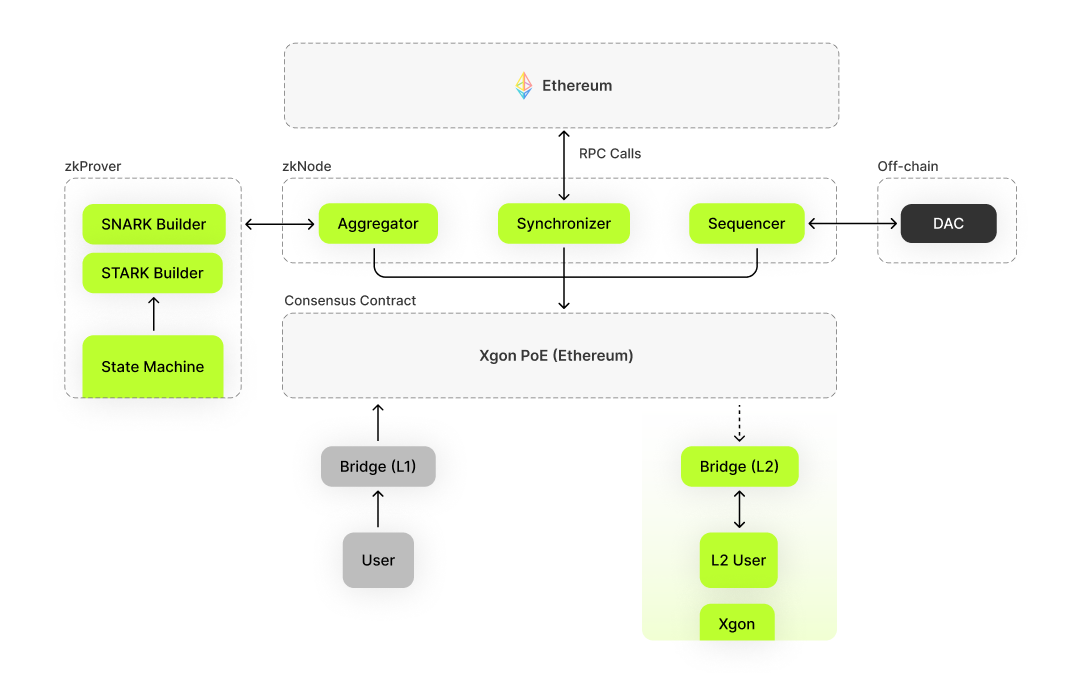 Ethereum
RPC Calls
zkProver
zkNode
Off-chain
SNARK Builder
Aggregator
Synchronizer
Sequencer
DAC
STARK Builder
Consensus Contract
State Machine
Xgon PoE (Ethereum)
Bridge (L1)
Bridge (L2)
User
L2 User
Xgon